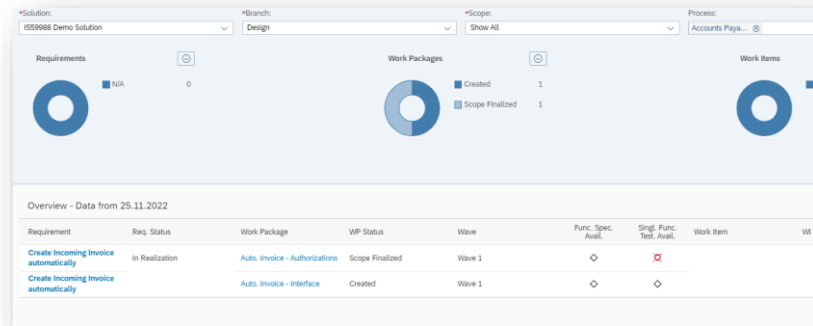 *Solution: *Branch: *Scope: Process:
I559988 Demo Solution Design Show All Accounts Paya...
Requirements Work Packages Work Items
N/A 0 Created 1
Scope Finalized 1
Overview - Data from 25.11.2022
Requirement Req. Status Work Package WP Status Wave Func. Spec. Avail. Singl. Func. Test. Avail. Work Item WI
Create Incoming Invoice automatically In Realization Auto. Invoice - Authorizations Scope Finalized Wave 1
Create Incoming Invoice automatically Auto. Invoice - Interface Created Wave 1